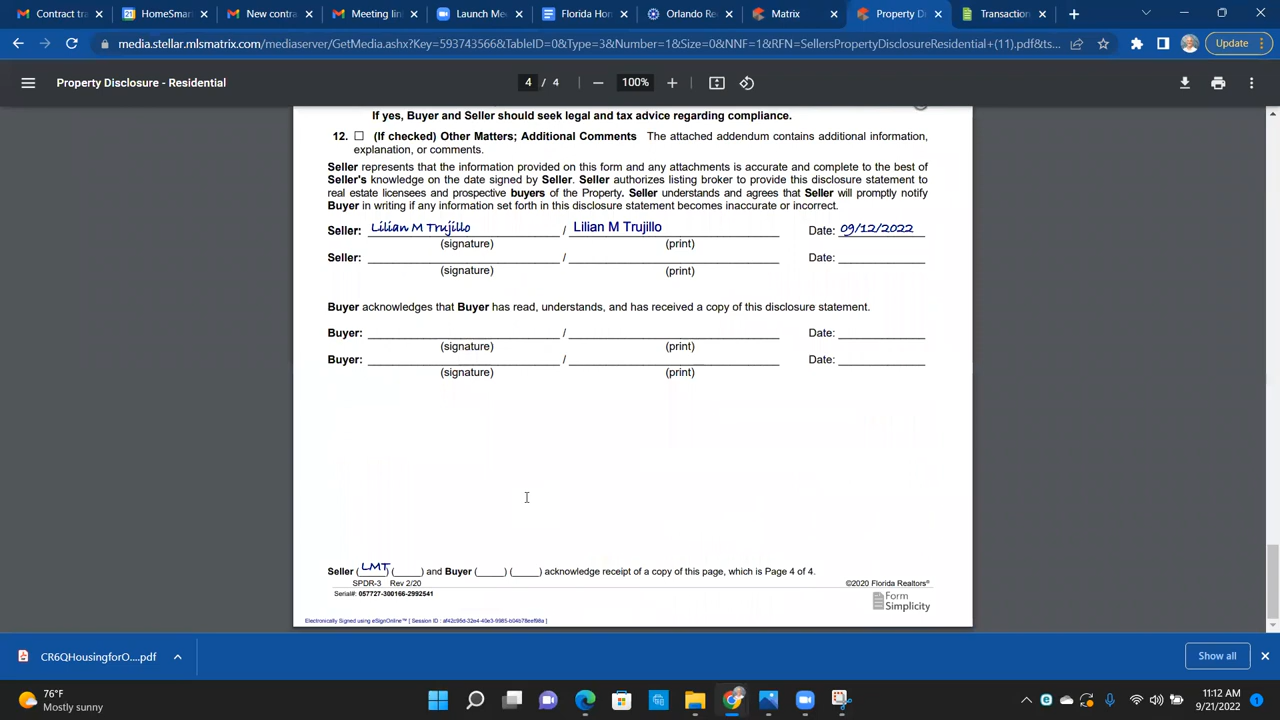 Contract tra
HomeSmar
New contra
Meeting lin
Launch Me
Florida Hon
Orlando Re
Matrix
Property Di
Transaction
media.stellar.mlsmatrix.com/mediaserver/GetMedia.ashx?Key=593743566&TableID=0&Type=3&Number=1&Size=0&NNF=1&RFN=SellersPropertyDisclosureResidential+(11).pdf&ts...
Update
Property Disclosure - Residential
4 / 4
100%
If yes, Buyer and Seller should seek legal and tax advice regarding compliance.
12. ☐ (If checked) Other Matters; Additional Comments The attached addendum contains additional information,
explanation, or comments.
Seller represents that the information provided on this form and any attachments is accurate and complete to the best of
Seller's knowledge on the date signed by Seller. Seller authorizes listing broker to provide this disclosure statement to
real estate licensees and prospective buyers of the Property. Seller understands and agrees that Seller will promptly notify
Buyer in writing if any information set forth in this disclosure statement becomes inaccurate or incorrect.
Seller: Lilian M Trujillo / Lilian M Trujillo Date: 09/12/2022
(signature) (print)
Seller: / Date:
(signature) (print)
Buyer acknowledges that Buyer has read, understands, and has received a copy of this disclosure statement.
Buyer: / Date:
(signature) (print)
Buyer: / Date:
(signature) (print)
Seller (LMT) (____) and Buyer (____) (____) acknowledge receipt of a copy of this page, which is Page 4 of 4.
SPDR-3 Rev 2/20 ©2020 Florida Realtors®
Serial#: 057727-300166-2992541
Form
Simplicity
Electronically Signed using eSignOnline™ [ Session ID : af42c95d-32e4-40e3-9985-b04b78eef98a ]
CR6QHousingforO....pdf
Show all
76°F
Mostly sunny
11:12 AM
9/21/2022